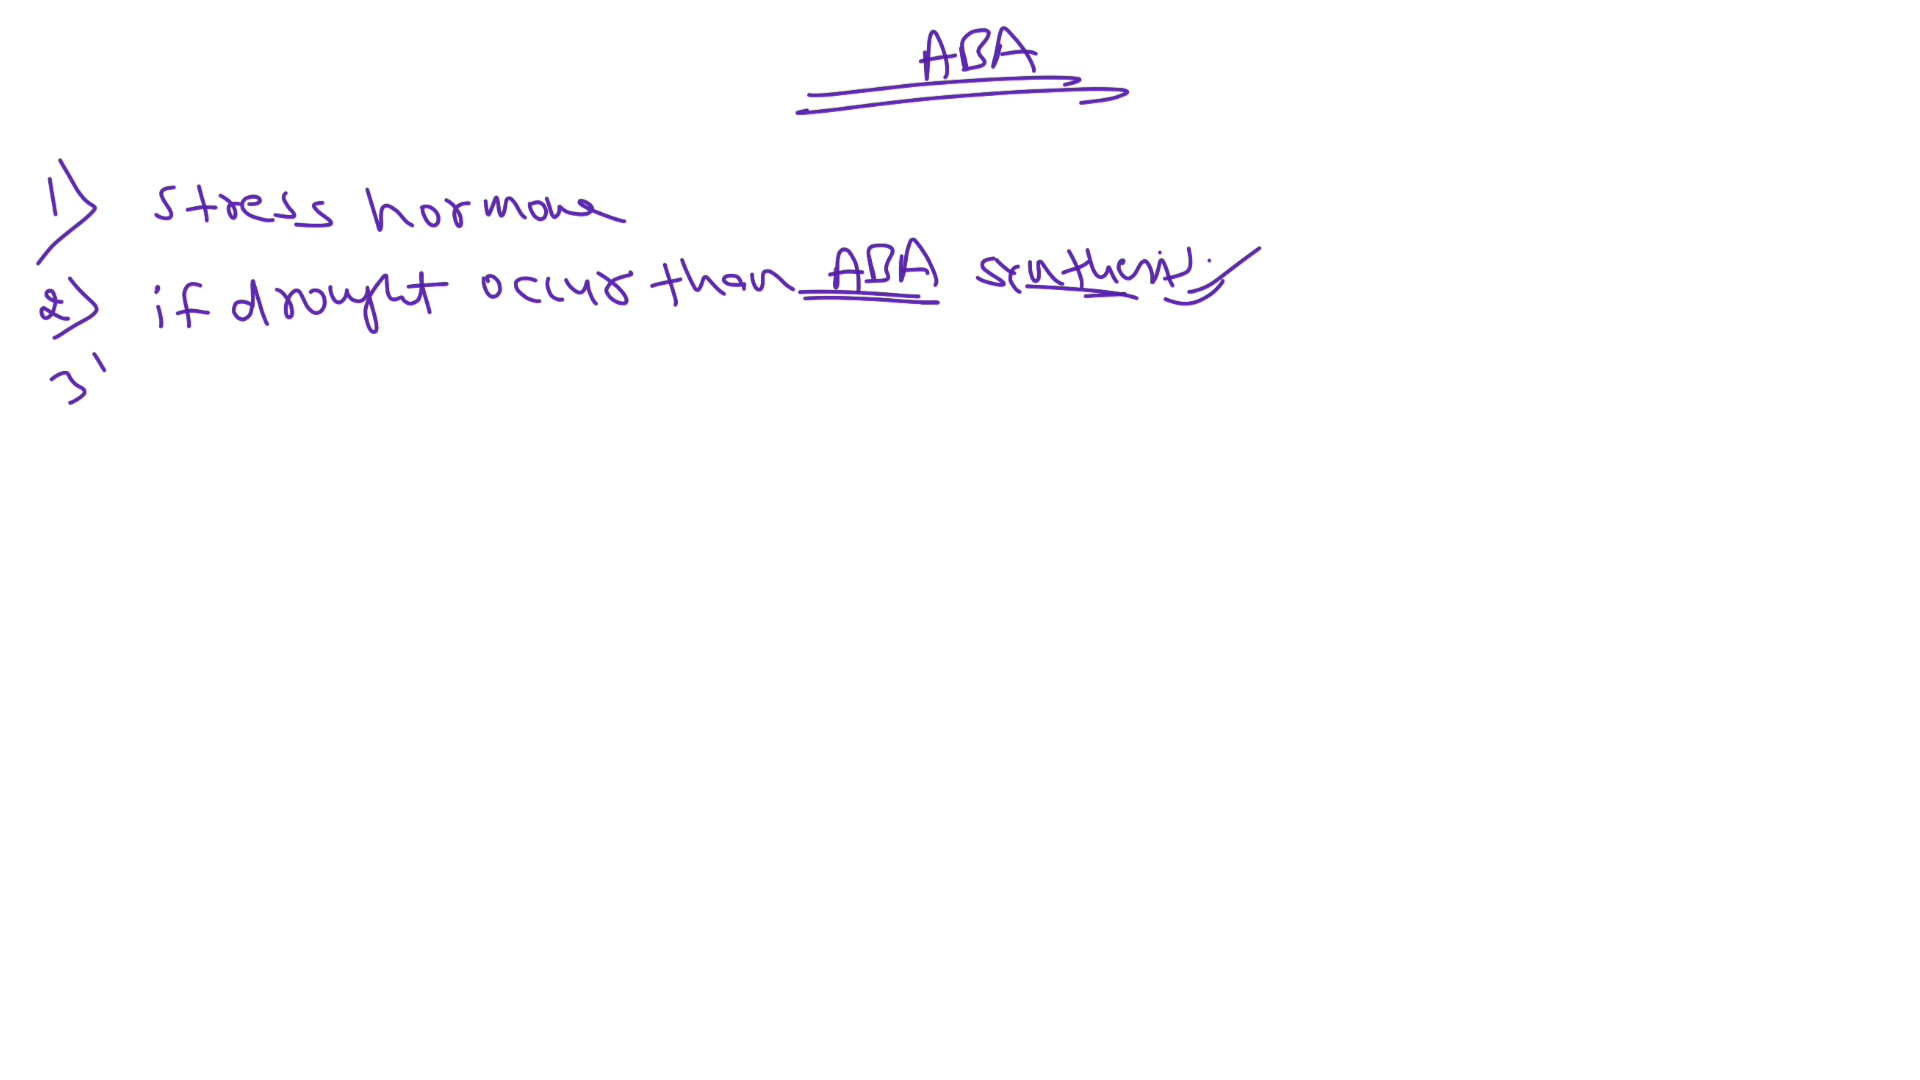 ABA
1) stress hormone
2) if drought occurs than ABA synthesis.
3)